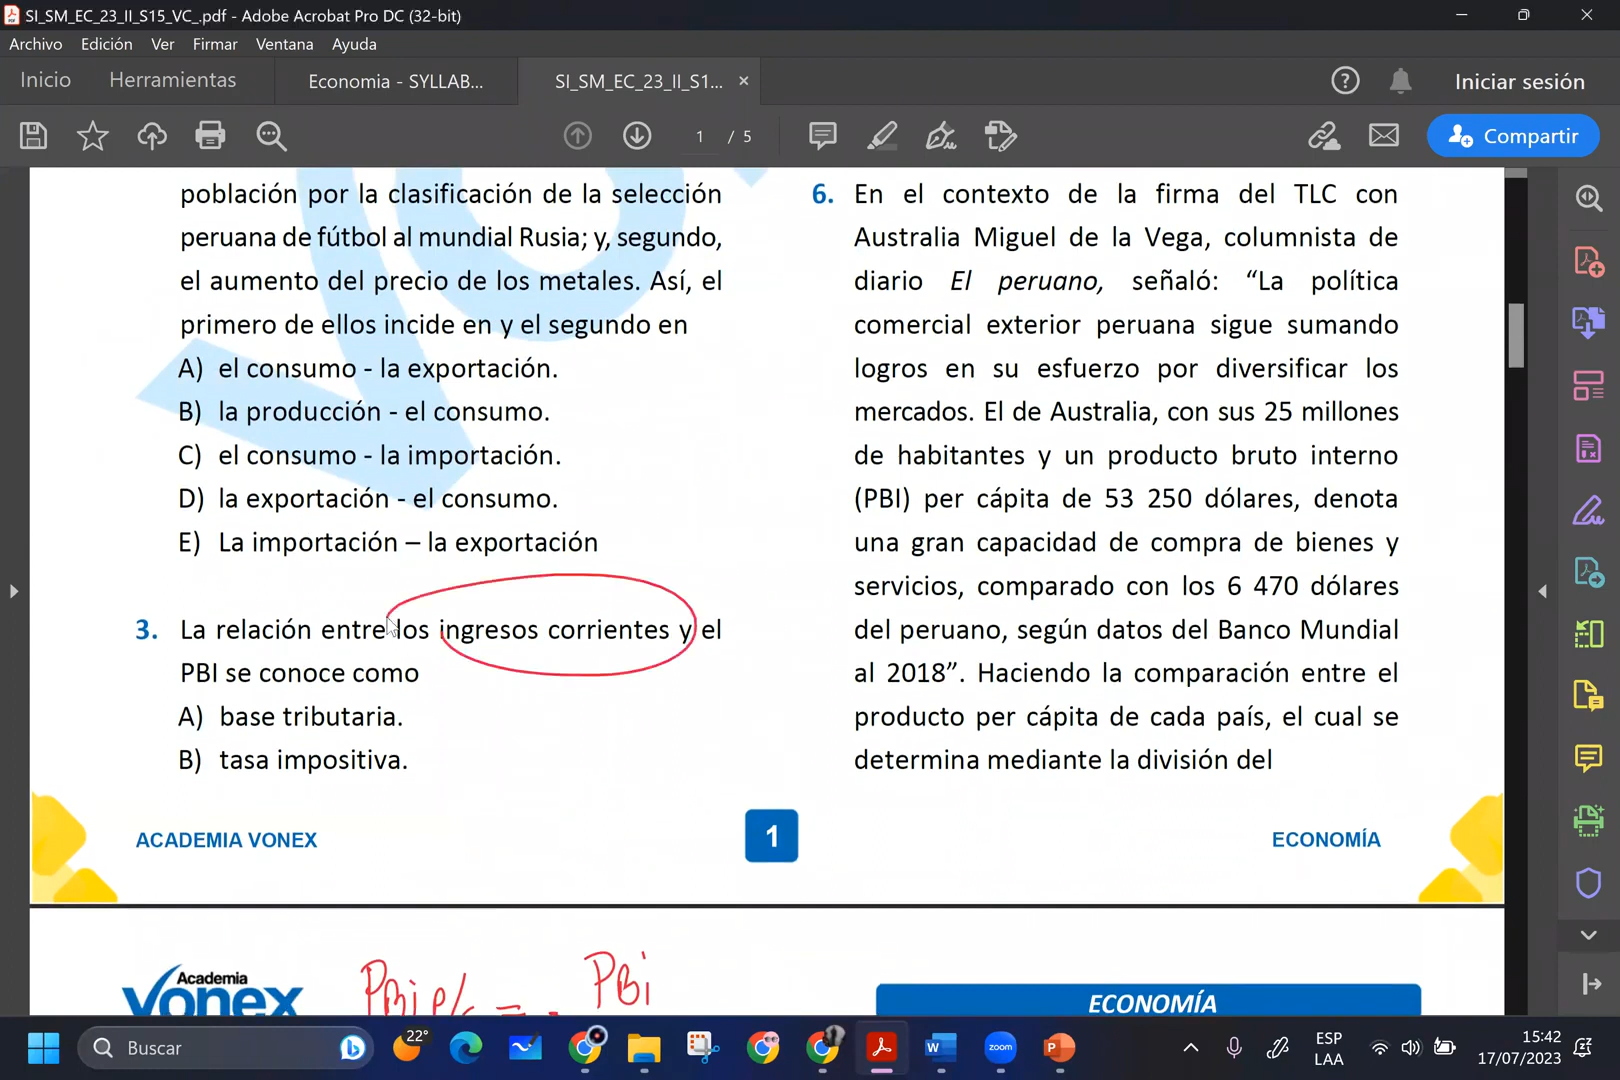 SI_SM_EC_23_II_S15_VC_.pdf - Adobe Acrobat Pro DC (32-bit)
Archivo Edición Ver Firmar Ventana Ayuda
Inicio Herramientas Economia - SYLLAB... SI_SM_EC_23_II_S1... Iniciar sesión
1 / 5 Compartir
población por la clasificación de la selección
peruana de fútbol al mundial Rusia; y, segundo,
el aumento del precio de los metales. Así, el
primero de ellos incide en y el segundo en
A) el consumo - la exportación.
B) la producción - el consumo.
C) el consumo - la importación.
D) la exportación - el consumo.
E) La importación – la exportación
3. La relación entre los ingresos corrientes y el
PBI se conoce como
A) base tributaria.
B) tasa impositiva.
6. En el contexto de la firma del TLC con
Australia Miguel de la Vega, columnista de
diario El peruano, señaló: “La política
comercial exterior peruana sigue sumando
logros en su esfuerzo por diversificar los
mercados. El de Australia, con sus 25 millones
de habitantes y un producto bruto interno
(PBI) per cápita de 53 250 dólares, denota
una gran capacidad de compra de bienes y
servicios, comparado con los 6 470 dólares
del peruano, según datos del Banco Mundial
al 2018”. Haciendo la comparación entre el
producto per cápita de cada país, el cual se
determina mediante la división del
ACADEMIA VONEX 1 ECONOMÍA
Academia
vonex
PBi = PBi
ECONOMÍA
Buscar
22°
zoom
ESP
LAA
15:42
17/07/2023